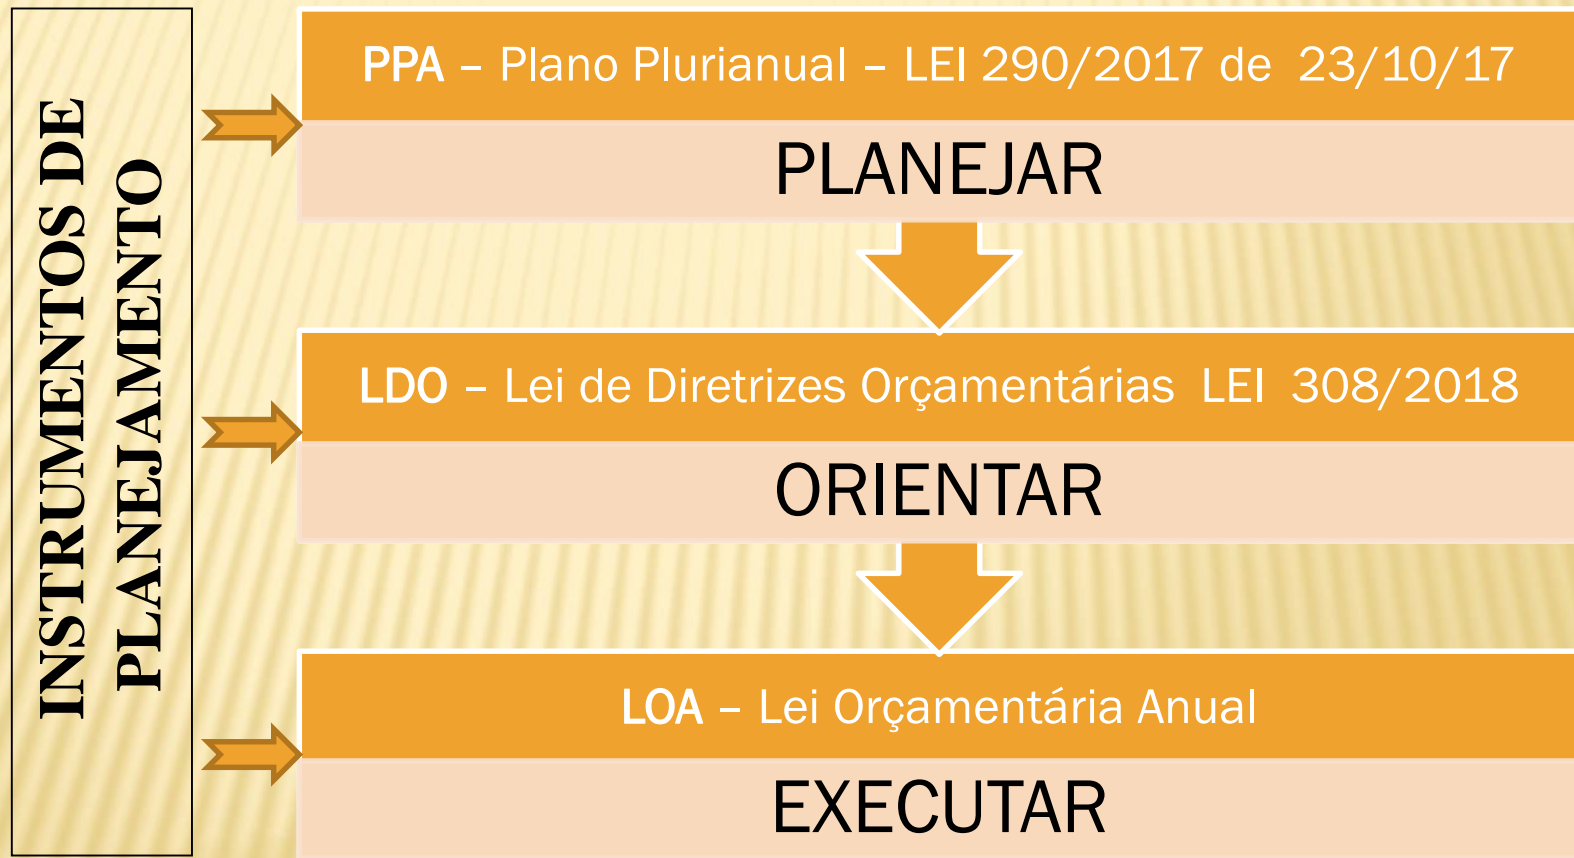 INSTRUMENTOS DE
PLANEJAMENTO
PPA – Plano Plurianual – LEI 290/2017 de 23/10/17
PLANEJAR
LDO – Lei de Diretrizes Orçamentárias LEI 308/2018
ORIENTAR
LOA – Lei Orçamentária Anual
EXECUTAR